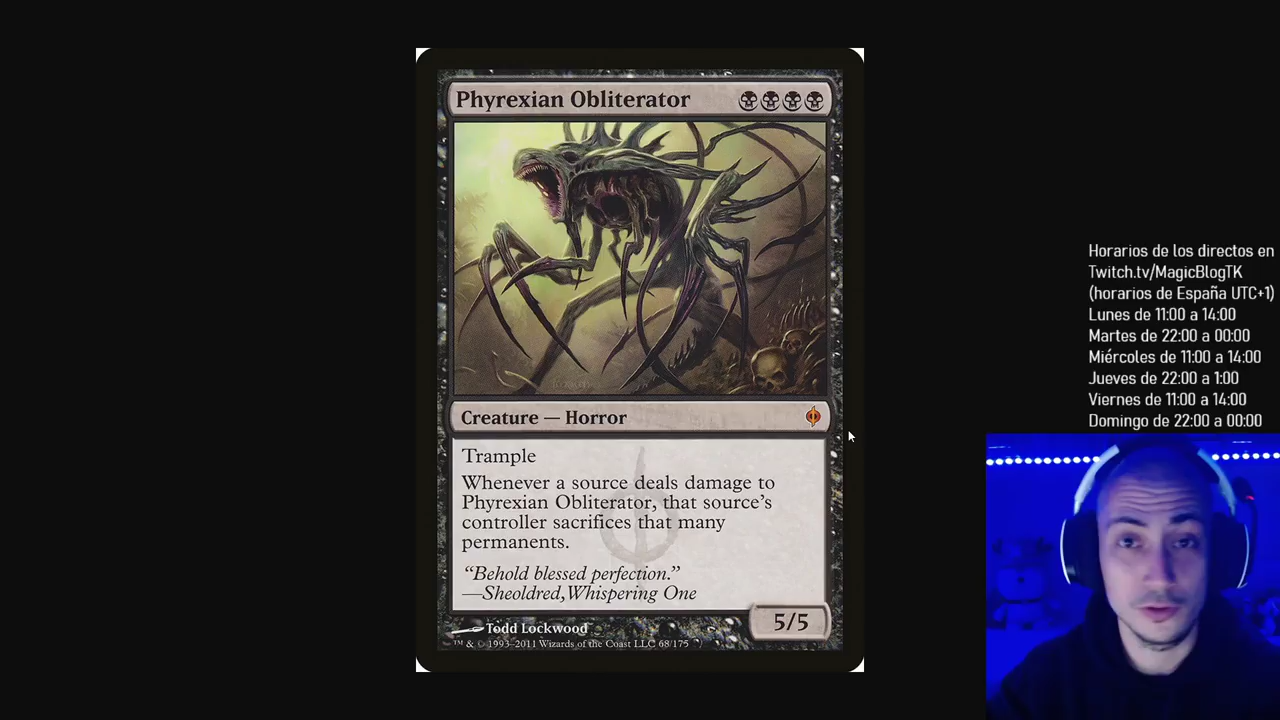 Phyrexian Obliterator
Creature — Horror
Trample
Whenever a source deals damage to
Phyrexian Obliterator, that source's
controller sacrifices that many
permanents.
“Behold blessed perfection.”
—Sheoldred, Whispering One
5/5
Todd Lockwood
™ & © 1993–2011 Wizards of the Coast LLC 68/175
Horarios de los directos en
Twitch.tv/MagicBlogTK
(horarios de España UTC+1)
Lunes de 11:00 a 14:00
Martes de 22:00 a 00:00
Miércoles de 11:00 a 14:00
Jueves de 22:00 a 1:00
Viernes de 11:00 a 14:00
Domingo de 22:00 a 00:00